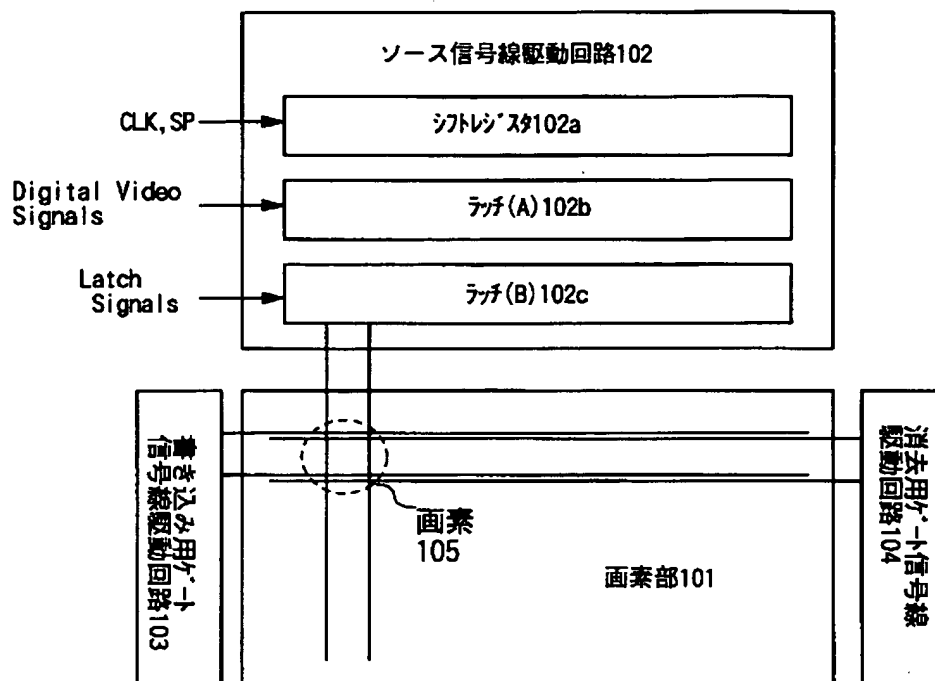 ソース信号線駆動回路102
CLK,SP
シフトレジスタ102a
Digital Video
Signals
ラッチ(A)102b
Latch
Signals
ラッチ(B)102c
書き込み用ゲート
信号線駆動回路103
消去用ゲート信号線
駆動回路104
画素
105
画素部101